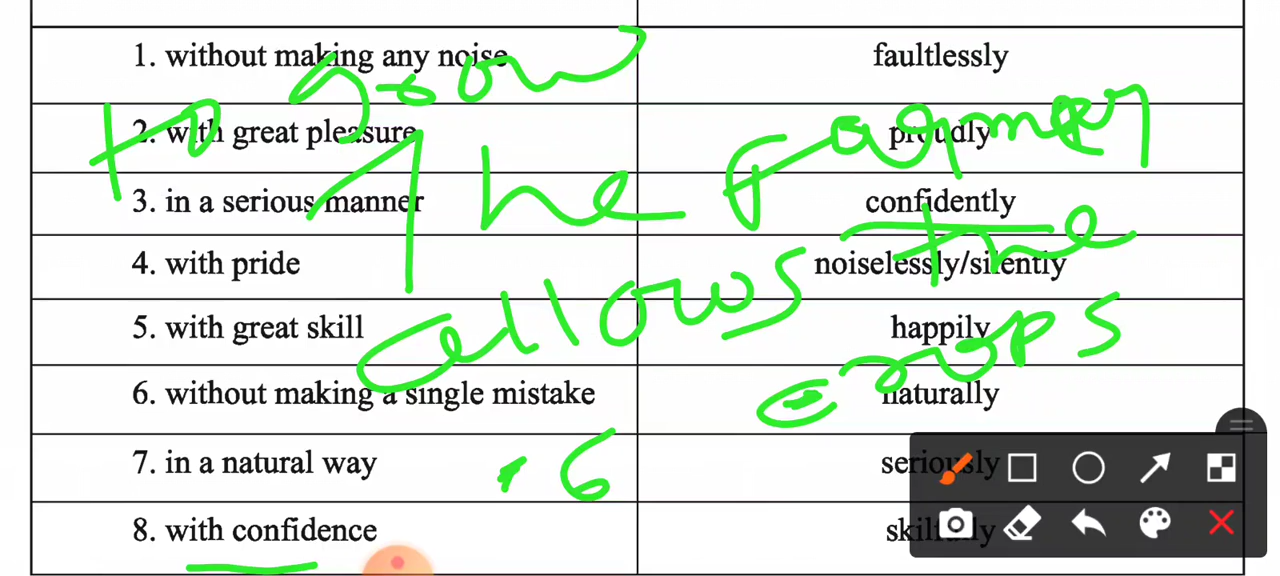 1. without making any noise faultlessly
to grow
2. with great pleasure proudly
The farmer
3. in a serious manner confidently
allows the
4. with pride noiselessly/silently
5. with great skill happily
crops
6. without making a single mistake naturally
7. in a natural way seriously
. 6
8. with confidence skilfully